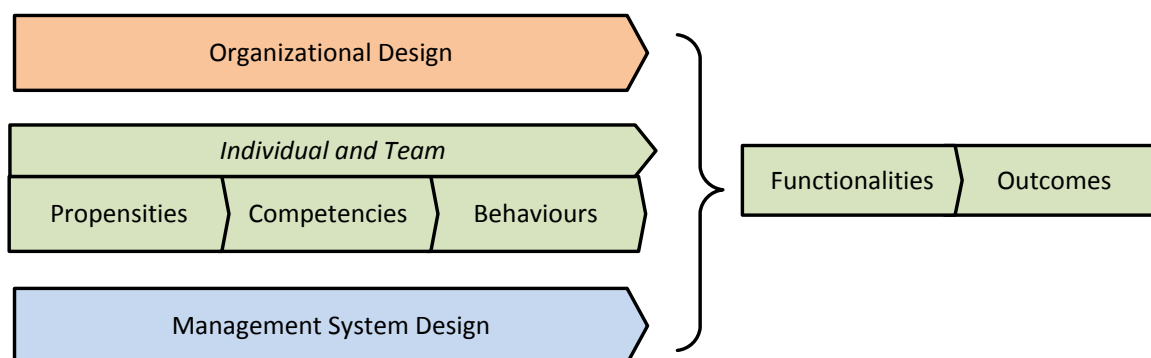 Organizational Design
Individual and Team
Propensities
Competencies
Behaviours
Management System Design
Functionalities
Outcomes